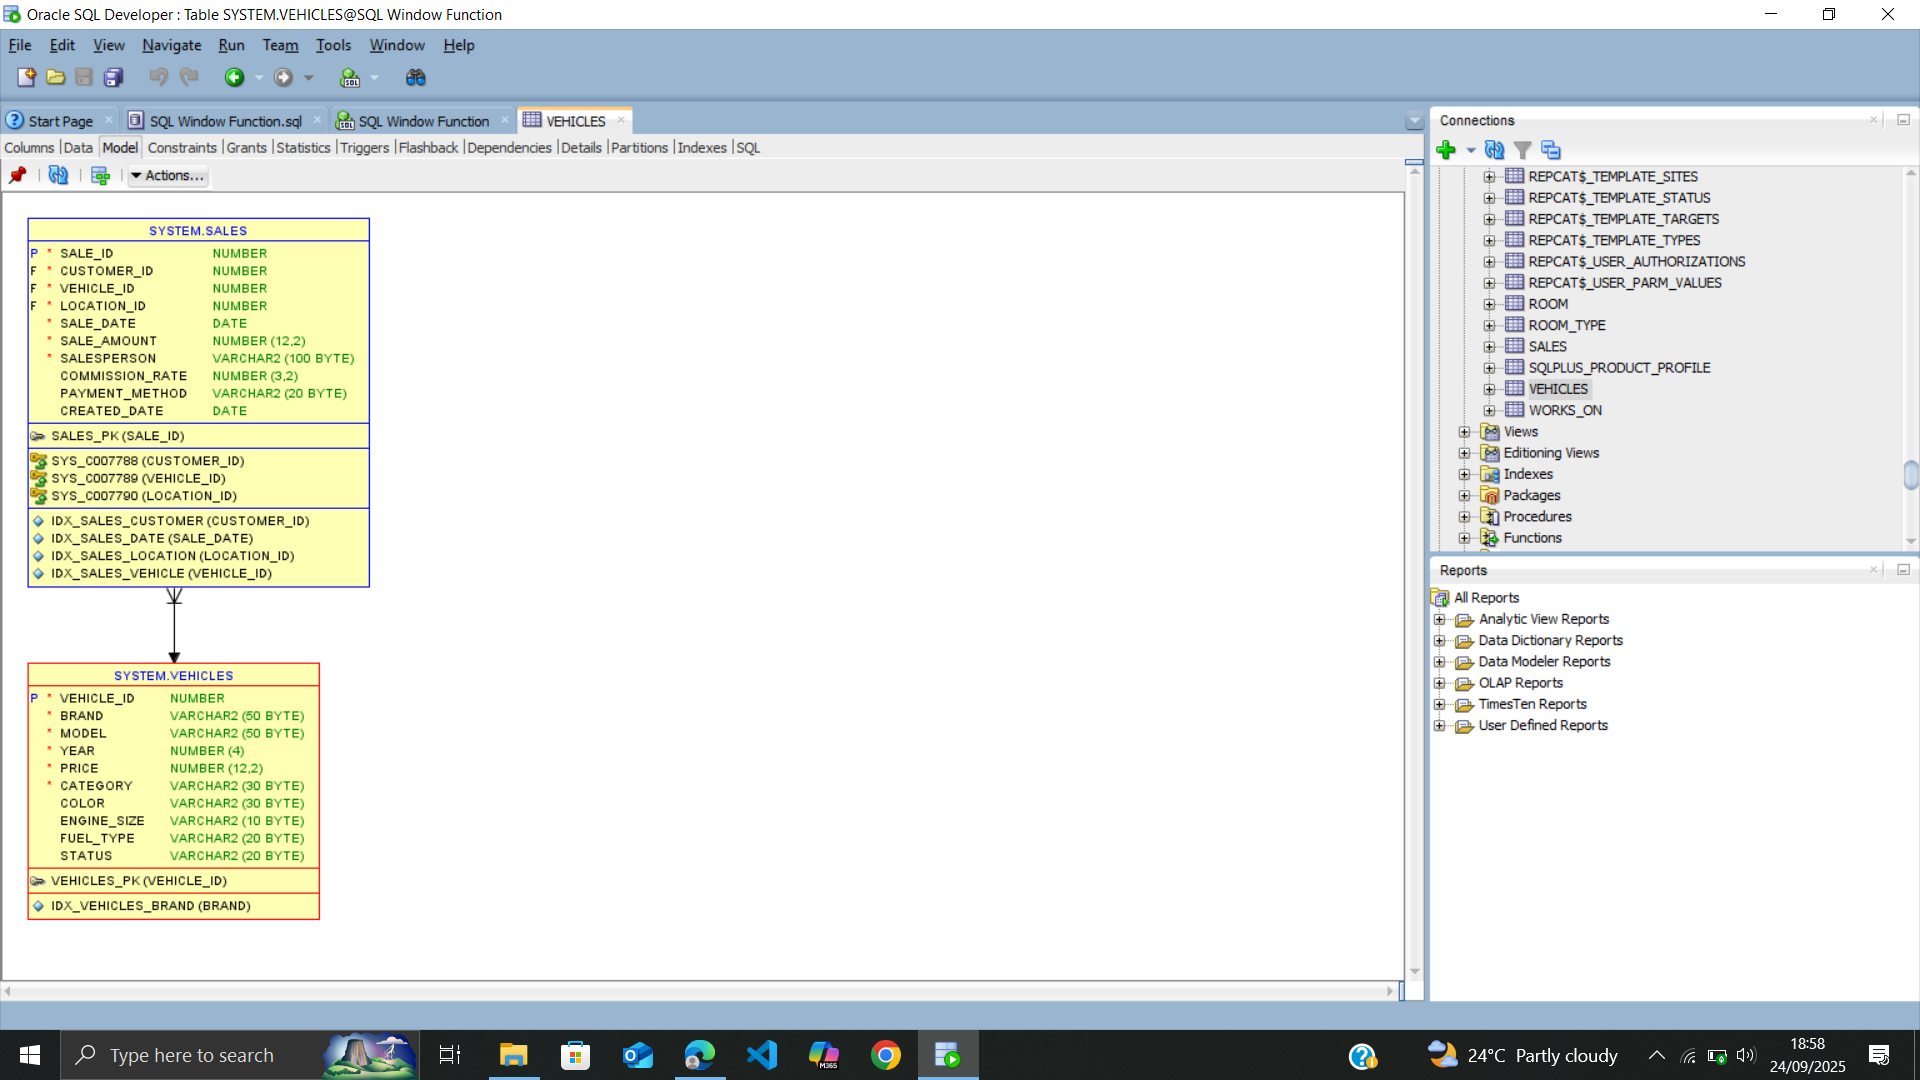 Oracle SQL Developer : Table SYSTEM.VEHICLES@SQL Window Function
File Edit View Navigate Run Team Tools Window Help
SQL
Start Page SQL Window Function.sql SQL Window Function VEHICLES
Columns Data Model Constraints Grants Statistics Triggers Flashback Dependencies Details Partitions Indexes SQL
Actions...
SYSTEM.SALES
P * SALE_ID NUMBER
F * CUSTOMER_ID NUMBER
F * VEHICLE_ID NUMBER
F * LOCATION_ID NUMBER
* SALE_DATE DATE
* SALE_AMOUNT NUMBER (12,2)
* SALESPERSON VARCHAR2 (100 BYTE)
COMMISSION_RATE NUMBER (3,2)
PAYMENT_METHOD VARCHAR2 (20 BYTE)
CREATED_DATE DATE
SALES_PK (SALE_ID)
SYS_C007788 (CUSTOMER_ID)
SYS_C007789 (VEHICLE_ID)
SYS_C007790 (LOCATION_ID)
IDX_SALES_CUSTOMER (CUSTOMER_ID)
IDX_SALES_DATE (SALE_DATE)
IDX_SALES_LOCATION (LOCATION_ID)
IDX_SALES_VEHICLE (VEHICLE_ID)
SYSTEM.VEHICLES
P * VEHICLE_ID NUMBER
* BRAND VARCHAR2 (50 BYTE)
* MODEL VARCHAR2 (50 BYTE)
* YEAR NUMBER (4)
* PRICE NUMBER (12,2)
* CATEGORY VARCHAR2 (30 BYTE)
COLOR VARCHAR2 (30 BYTE)
ENGINE_SIZE VARCHAR2 (10 BYTE)
FUEL_TYPE VARCHAR2 (20 BYTE)
STATUS VARCHAR2 (20 BYTE)
VEHICLES_PK (VEHICLE_ID)
IDX_VEHICLES_BRAND (BRAND)
Connections
REPCAT$_TEMPLATE_SITES
REPCAT$_TEMPLATE_STATUS
REPCAT$_TEMPLATE_TARGETS
REPCAT$_TEMPLATE_TYPES
REPCAT$_USER_AUTHORIZATIONS
REPCAT$_USER_PARM_VALUES
ROOM
ROOM_TYPE
SALES
SQLPLUS_PRODUCT_PROFILE
VEHICLES
WORKS_ON
Views
Editioning Views
Indexes
Packages
Procedures
Functions
Reports
All Reports
Analytic View Reports
Data Dictionary Reports
Data Modeler Reports
OLAP Reports
TimesTen Reports
User Defined Reports
Type here to search
M365
24°C Partly cloudy
18:58
24/09/2025